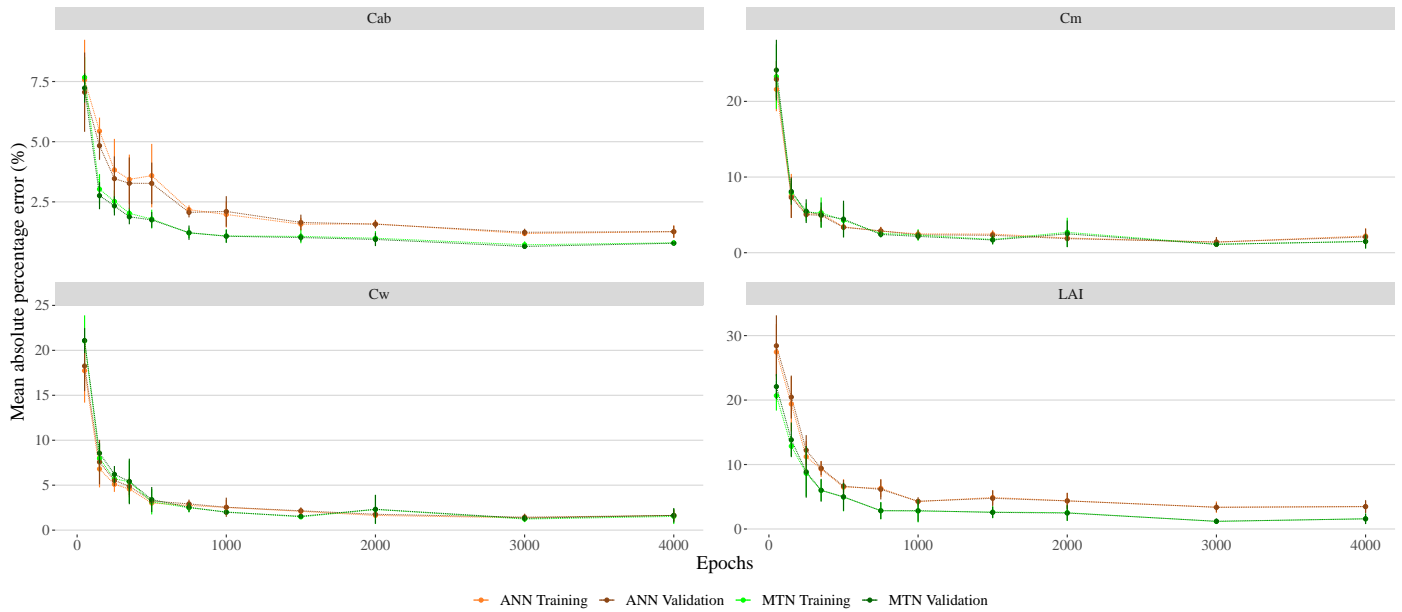 Cab
Cm
7.5
5.0
2.5
20
10
0
Mean absolute percentage error (%)
Cw
LAI
25
20
15
10
5
0
30
20
10
0
0 1000 2000 3000 4000
0 1000 2000 3000 4000
Epochs
ANN Training ANN Validation MTN Training MTN Validation